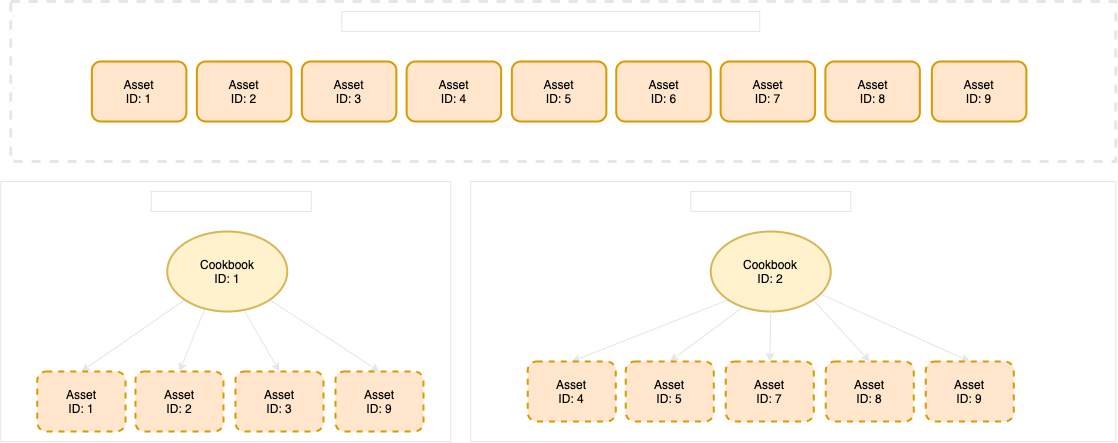 Asset
ID: 1
Asset
ID: 2
Asset
ID: 3
Asset
ID: 4
Asset
ID: 5
Asset
ID: 6
Asset
ID: 7
Asset
ID: 8
Asset
ID: 9
Cookbook
ID: 1
Asset
ID: 1
Asset
ID: 2
Asset
ID: 3
Asset
ID: 9
Cookbook
ID: 2
Asset
ID: 4
Asset
ID: 5
Asset
ID: 7
Asset
ID: 8
Asset
ID: 9